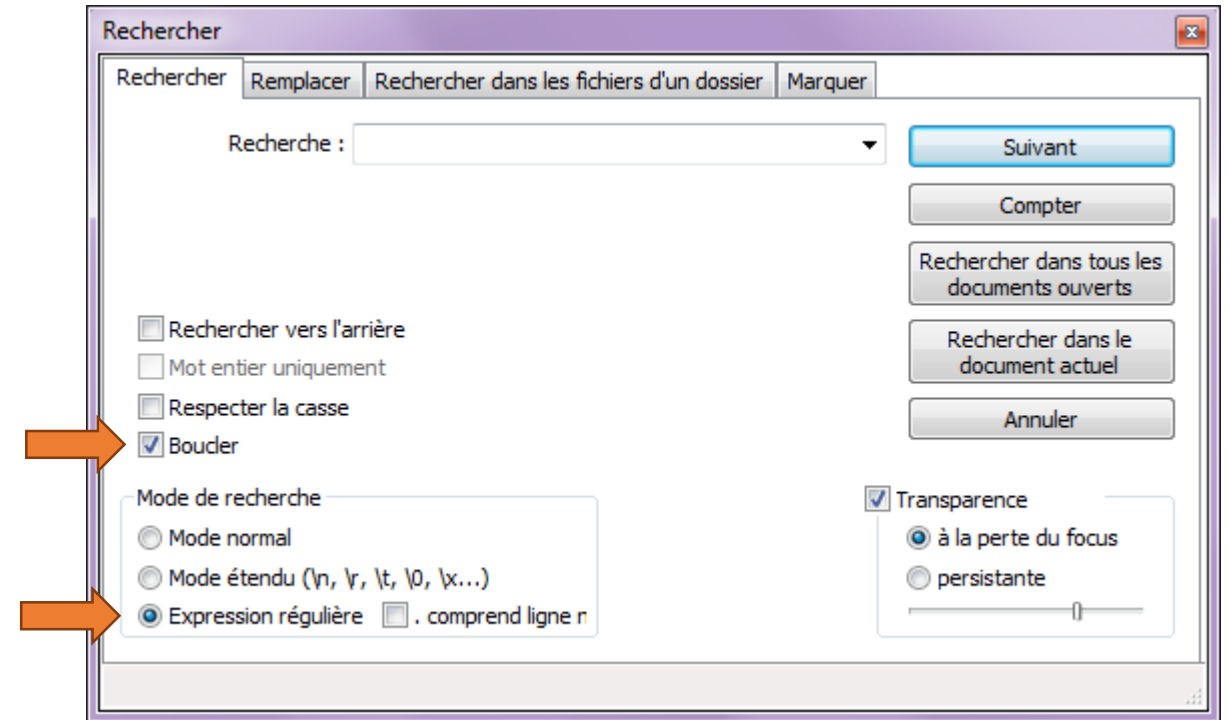 Rechercher
Rechercher Remplacer Rechercher dans les fichiers d'un dossier Marquer
Recherche :
Suivant
Compter
Rechercher dans tous les
documents ouverts
Rechercher vers l'arrière
Rechercher dans le
document actuel
Mot entier uniquement
Respecter la casse
Annuler
Boucler
Mode de recherche
Transparence
Mode normal
à la perte du focus
Mode étendu (\n, \r, \t, \0, \x...)
persistante
Expression régulière . comprend ligne n